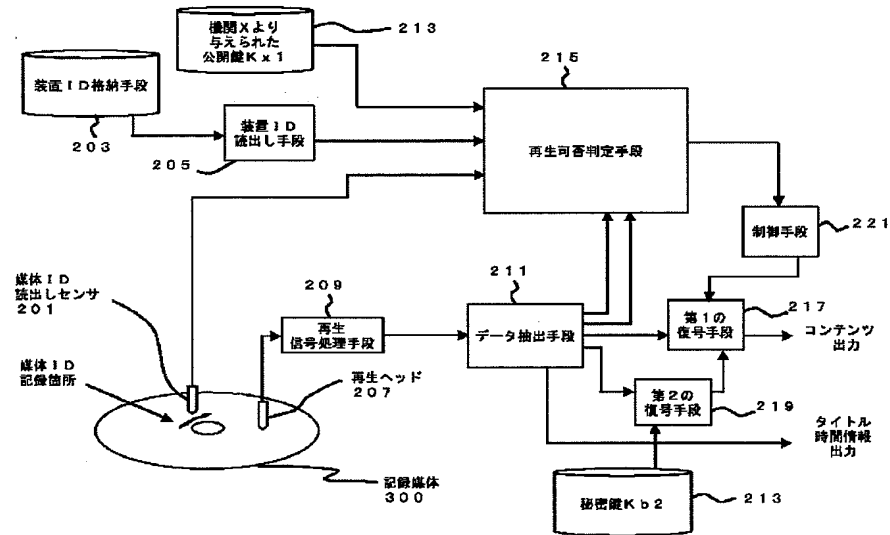 機関Xより
与えられた
公開鍵Kx1
213
装置ID格納手段
203
装置ID
読出し手段
205
215
再生可否判定手段
制御手段
221
媒体ID
読出しセンサ
201
209
再生
信号処理手段
211
データ抽出手段
第1の
復号手段
217
コンテンツ
出力
媒体ID
記録箇所
再生ヘッド
207
第2の
復号手段
219
タイトル
時間情報
出力
記録媒体
300
秘密鍵Kb2
213